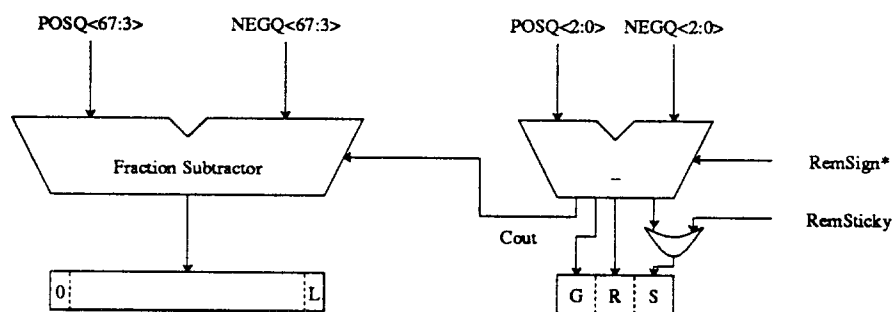 POSQ<67:3> NEGQ<67:3> POSQ<2:0> NEGQ<2:0>
Fraction Subtractor
–
RemSign*
RemSticky
Cout
0 L G R S